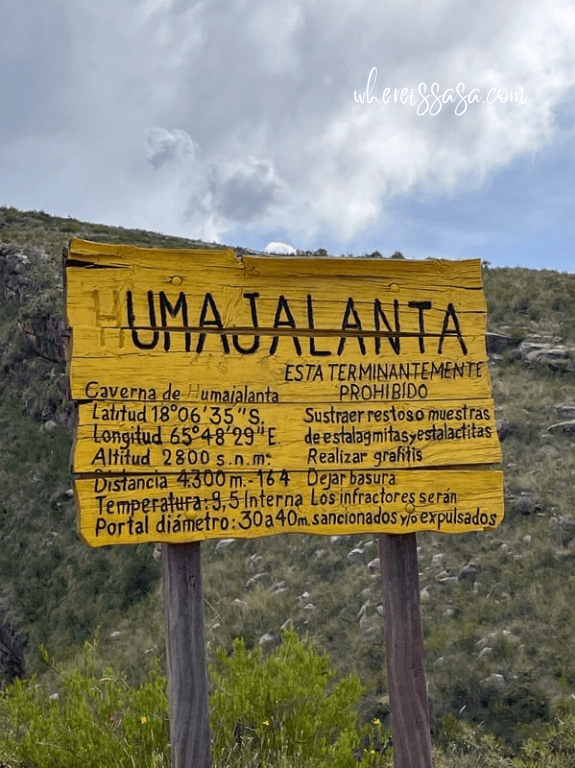 whereissasa.com
HUMAJALANTA
ESTA TERMINANTEMENTE
PROHIBIDO
Caverna de Humajalanta
Latitud 18°06'35"S.
Longitud 65°48'29"E.
Altitud 2800 s.n.m.
Distancia 4300 m.-164
Temperatura: 9,5 Interna
Portal diámetro: 30 a 40 m.
Sustraer restos o muestras
de estalagmitas y estalactitas
Realizar grafitis
Dejar basura
Los infractores serán
sancionados y/o expulsados